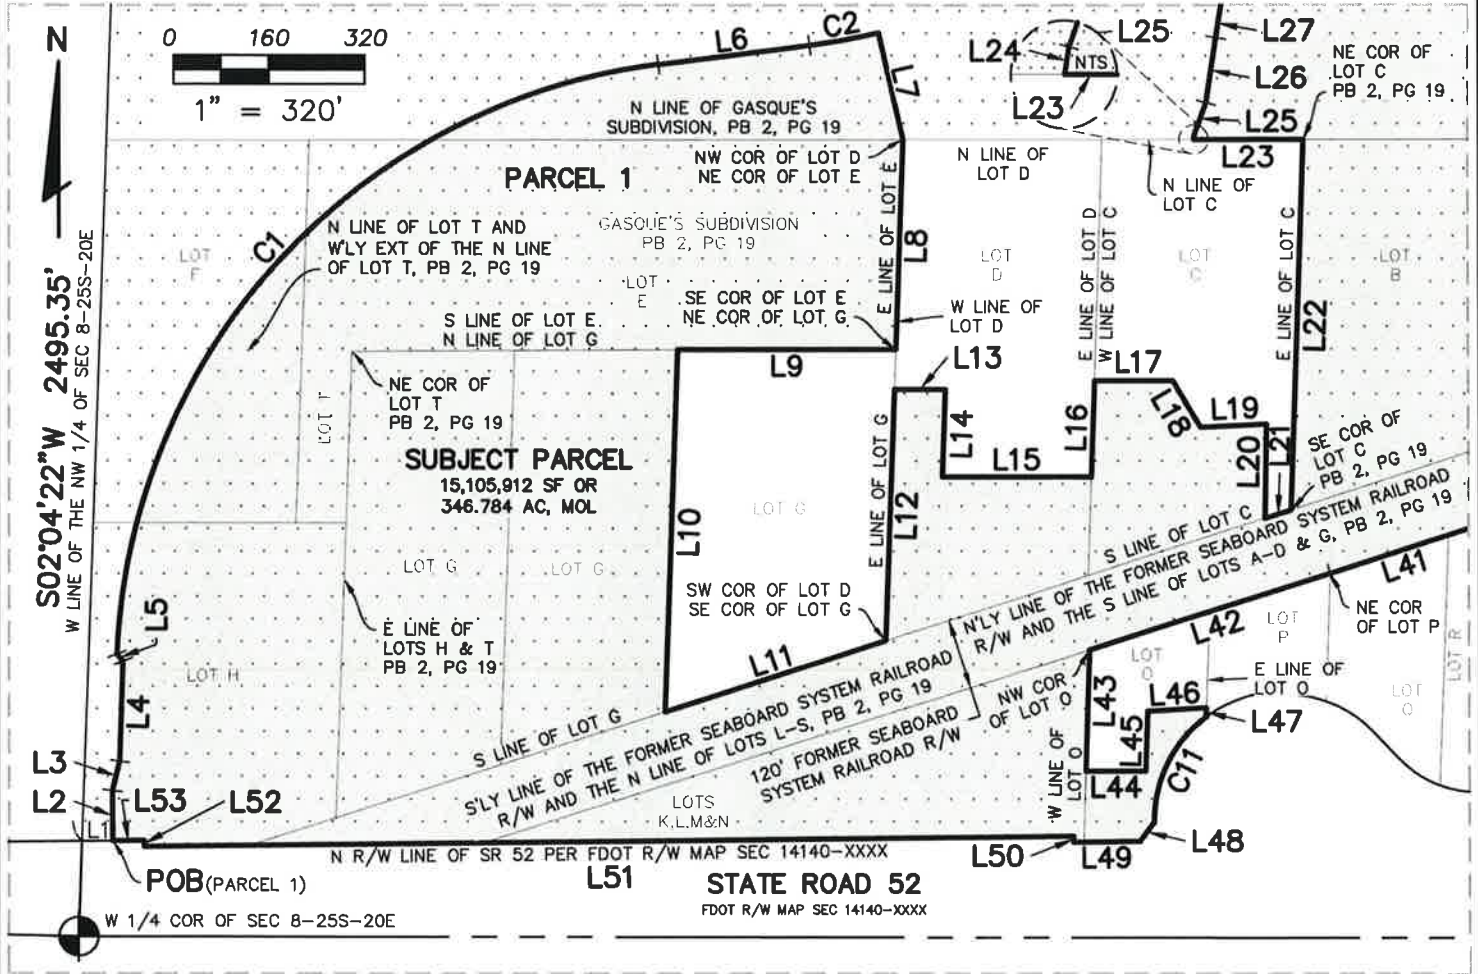 N
0 160 320
1" = 320'
L6
C2
L7
L24
L25
NTS
L23
L27
L26
L25
L23
NE COR OF
LOT C
PB 2, PG 19
N LINE OF GASQUE'S
SUBDIVISION, PB 2, PG 19
NW COR OF LOT D
NE COR OF LOT E
N LINE OF
LOT D
N LINE OF
LOT C
PARCEL 1
GASQUE'S SUBDIVISION
PB 2, PG 19
N LINE OF LOT T AND
W'LY EXT OF THE N LINE
OF LOT T, PB 2, PG 19
C1
LOT
F
LOT
E
E LINE OF LOT E
L8
LOT
D
E LINE OF LOT D
W LINE OF LOT C
LOT
C
E LINE OF LOT C
L22
LOT
B
SE COR OF LOT E
NE COR OF LOT G
W LINE OF
LOT D
S LINE OF LOT E
N LINE OF LOT G
S02°04'22"W 2495.35'
W LINE OF THE NW 1/4 OF SEC 8-25S-20E
L9
L13
L17
L18
L19
NE COR OF
LOT T
PB 2, PG 19
LOT T
SUBJECT PARCEL
15,105,912 SF OR
346.784 AC, MOL
L14
L15
L16
L20
L21
SE COR OF
LOT C
PB 2, PG 19
L10
LOT G
E LINE OF LOT G
L12
LOT G
LOT G
S LINE OF LOT C
N'LY LINE OF THE FORMER SEABOARD SYSTEM RAILROAD
R/W AND THE S LINE OF LOTS A-D & G, PB 2, PG 19
L41
SW COR OF LOT D
SE COR OF LOT G
NE COR
OF LOT P
L5
E LINE OF
LOTS H & T
PB 2, PG 19
LOT H
L11
L42
LOT
P
LOT R
L4
LOT
O
E LINE OF
LOT O
LOT
Q
NW COR
OF LOT O
L43
L46
L47
L45
S LINE OF LOT G
S'LY LINE OF THE FORMER SEABOARD SYSTEM RAILROAD
R/W AND THE N LINE OF LOTS L-S, PB 2, PG 19
120' FORMER SEABOARD
SYSTEM RAILROAD R/W
W LINE OF
LOT O
L44
C11
L3
L2
L53
L52
L1
LOTS
K,L,M&N
L50
L49
L48
N R/W LINE OF SR 52 PER FDOT R/W MAP SEC 14140-XXXX
POB(PARCEL 1)
L51
STATE ROAD 52
FDOT R/W MAP SEC 14140-XXXX
W 1/4 COR OF SEC 8-25S-20E